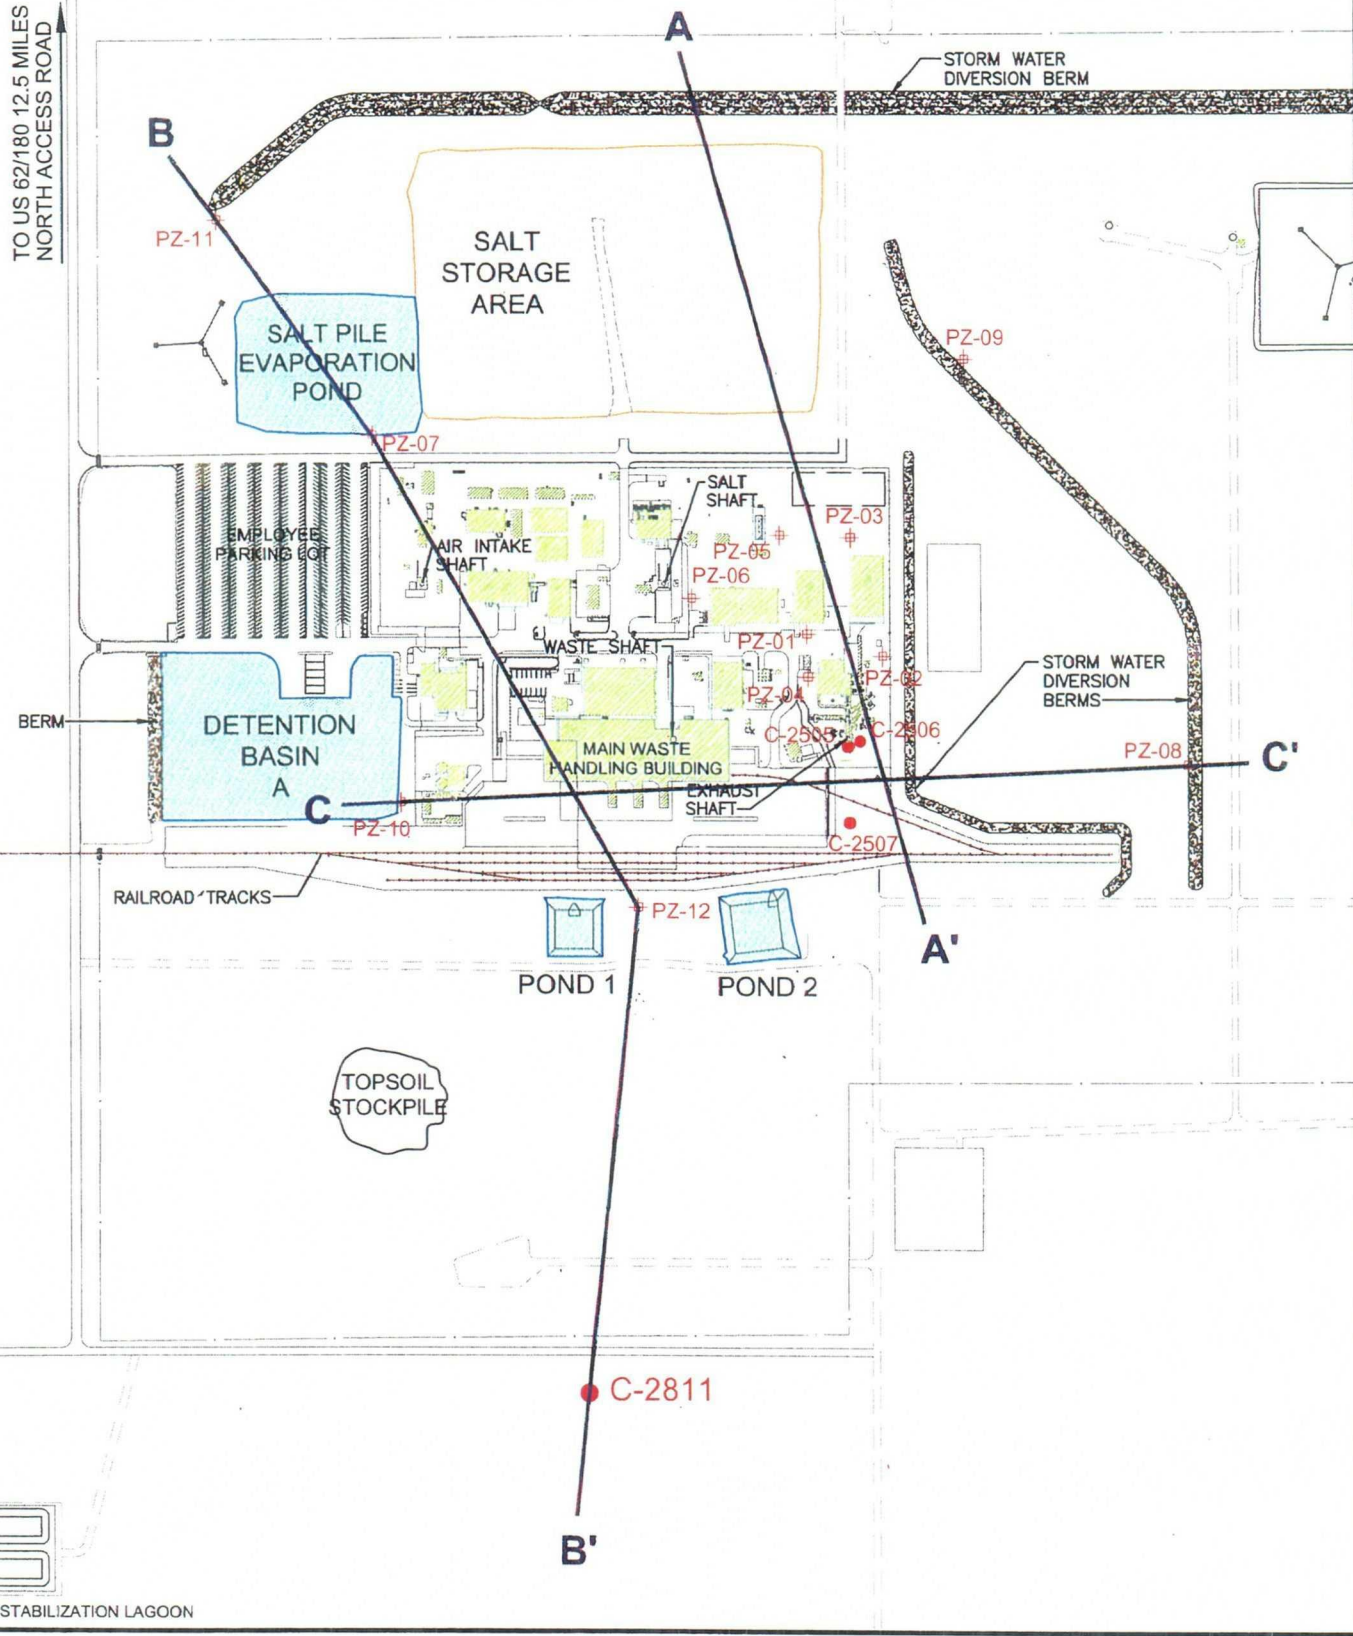 TO US 62/180 12.5 MILES
NORTH ACCESS ROAD
A
STORM WATER
DIVERSION BERM
B
PZ-11
SALT
STORAGE
AREA
SALT PILE
EVAPORATION
POND
PZ-09
PZ-07
SALT
SHAFT
PZ-03
EMPLOYEE
PARKING LOT
AIR INTAKE
SHAFT
PZ-05
PZ-06
PZ-01
WASTE SHAFT
PZ-02
PZ-04
STORM WATER
DIVERSION
BERMS
BERM
DETENTION
BASIN
A
C-2505
C-2506
MAIN WASTE
HANDLING BUILDING
PZ-08
C'
EXHAUST
SHAFT
C
PZ-10
C-2507
RAILROAD TRACKS
PZ-12
A'
POND 1
POND 2
TOPSOIL
STOCKPILE
C-2811
B'
STABILIZATION LAGOON